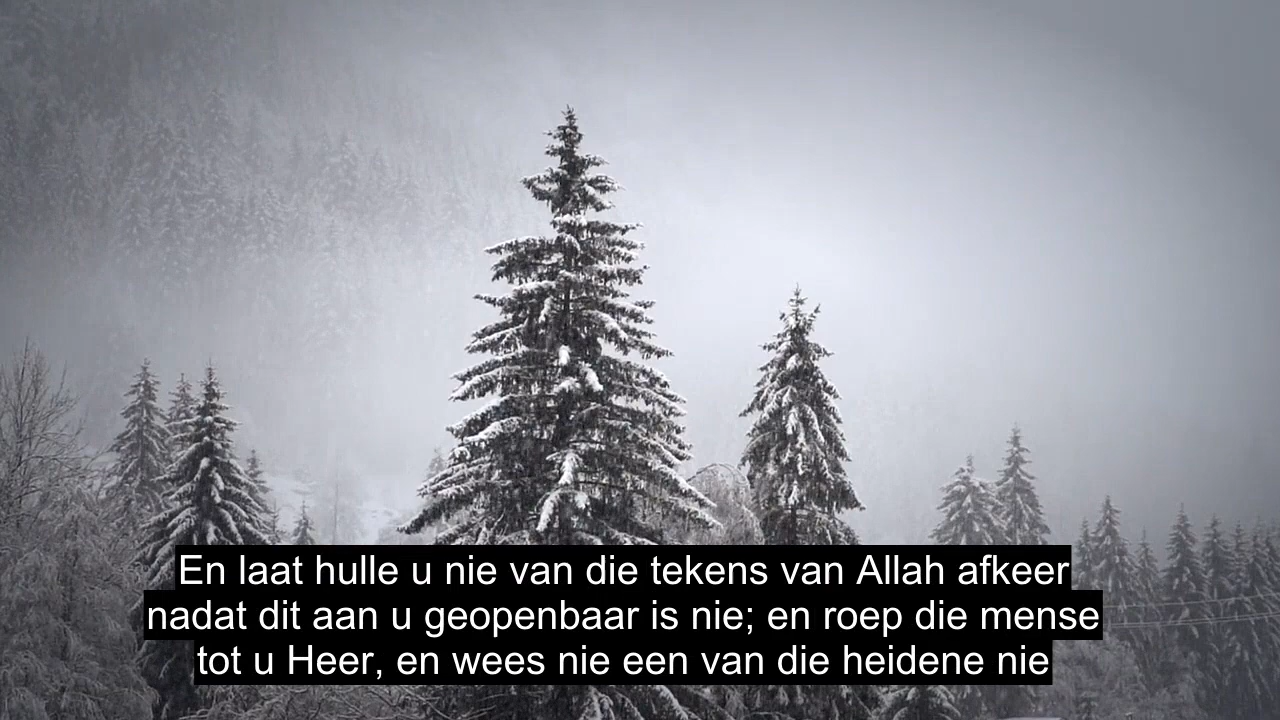 En laat hulle u nie van die tekens van Allah afkeer
nadat dit aan u geopenbaar is nie; en roep die mense
tot u Heer, en wees nie een van die heidene nie